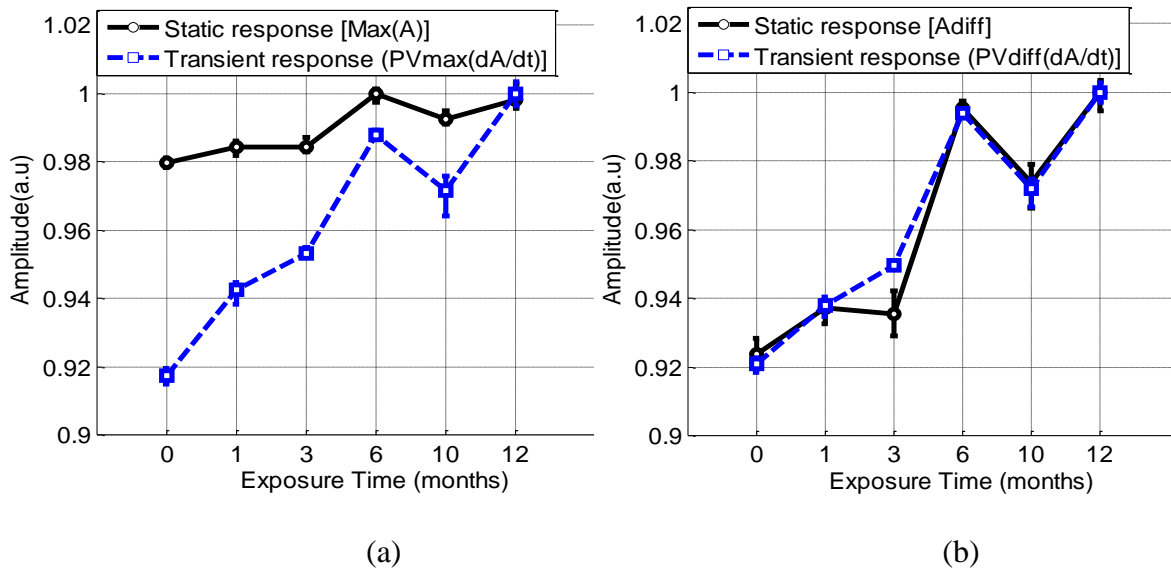 1.02
Static response [Max(A)]
Transient response (PVmax(dA/dt)]
1
0.98
0.96
0.94
0.92
0.9
Amplitude(a.u)
0 1 3 6 10 12
Exposure Time (months)
(a)
1.02
Static response [Adiff]
Transient response (PVdiff(dA/dt)]
1
0.98
0.96
0.94
0.92
0.9
Amplitude(a.u)
0 1 3 6 10 12
Exposure Time (months)
(b)